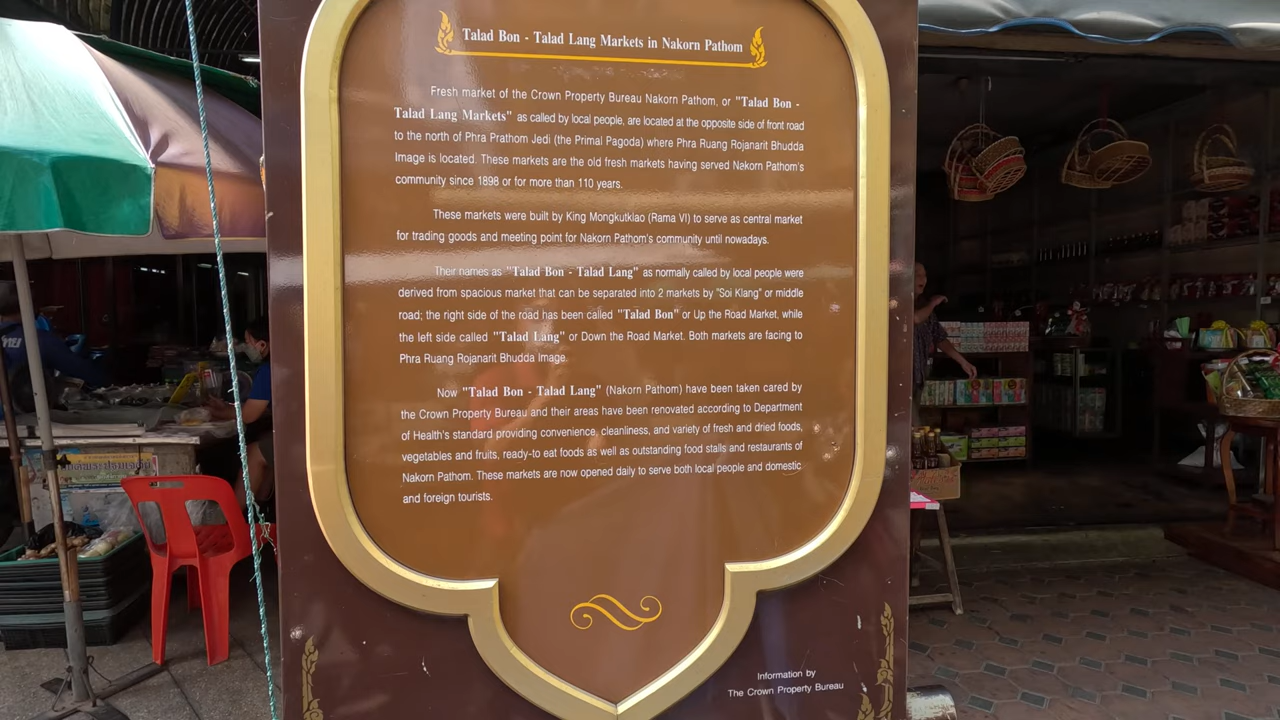 Talad Bon - Talad Lang Markets in Nakorn Pathom
Fresh market of the Crown Property Bureau Nakorn Pathom, or "Talad Bon -
Talad Lang Markets" as called by local people, are located at the opposite side of front road
to the north of Phra Prathom Jedi (the Primal Pagoda) where Phra Ruang Rojanarit Bhudda
Image is located. These markets are the old fresh markets having served Nakorn Pathom's
community since 1898 or for more than 110 years.
These markets were built by King Mongkutklao (Rama VI) to serve as central market
for trading goods and meeting point for Nakorn Pathom's community until nowadays.
Their names as "Talad Bon - Talad Lang" as normally called by local people were
derived from spacious market that can be separated into 2 markets by "Soi Klang" or middle
road; the right side of the road has been called "Talad Bon" or Up the Road Market, while
the left side called "Talad Lang" or Down the Road Market. Both markets are facing to
Phra Ruang Rojanarit Bhudda Image.
Now "Talad Bon - Talad Lang" (Nakorn Pathom) have been taken cared by
the Crown Property Bureau and their areas have been renovated according to Department
of Health's standard providing convenience, cleanliness, and variety of fresh and dried foods,
vegetables and fruits, ready-to eat foods as well as outstanding food stalls and restaurants of
Nakorn Pathom. These markets are now opened daily to serve both local people and domestic
and foreign tourists.
Information by
The Crown Property Bureau